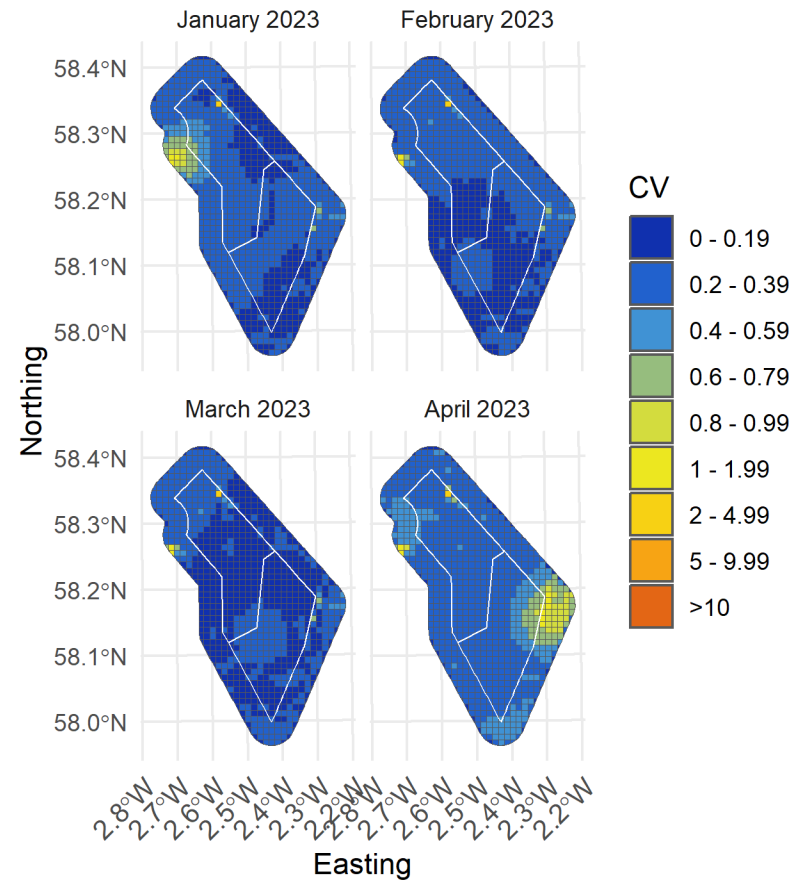 January 2023
February 2023
58.4°N
58.3°N
58.2°N
58.1°N
58.0°N
March 2023
April 2023
58.4°N
58.3°N
58.2°N
58.1°N
58.0°N
2.8°W
2.7°W
2.6°W
2.5°W
2.4°W
2.3°W
2.2°W
2.8°W
2.7°W
2.6°W
2.5°W
2.4°W
2.3°W
2.2°W
Northing
Easting
CV
0 - 0.19
0.2 - 0.39
0.4 - 0.59
0.6 - 0.79
0.8 - 0.99
1 - 1.99
2 - 4.99
5 - 9.99
>10